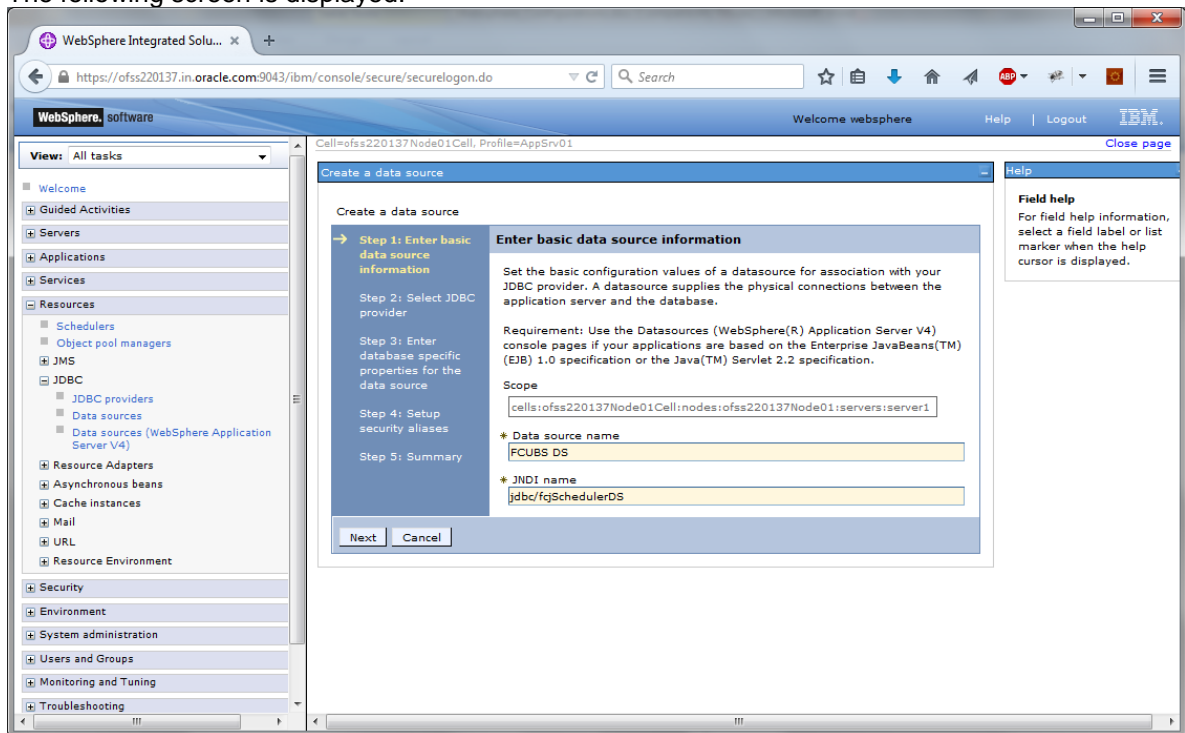 The following screen is displayed:
WebSphere Integrated Solu... × +
https://ofss220137.in.oracle.com:9043/ibm/console/secure/securelogon.do
Search
ABP
WebSphere. software
Welcome websphere
Help | Logout
IBM.
View: All tasks
Welcome
Guided Activities
Servers
Applications
Services
Resources
Schedulers
Object pool managers
JMS
JDBC
JDBC providers
Data sources
Data sources (WebSphere Application
Server V4)
Resource Adapters
Asynchronous beans
Cache instances
Mail
URL
Resource Environment
Security
Environment
System administration
Users and Groups
Monitoring and Tuning
Troubleshooting
Cell=ofss220137Node01Cell, Profile=AppSrv01
Close page
Create a data source
Create a data source
Step 1: Enter basic
data source
information
Step 2: Select JDBC
provider
Step 3: Enter
database specific
properties for the
data source
Step 4: Setup
security aliases
Step 5: Summary
Enter basic data source information
Set the basic configuration values of a datasource for association with your
JDBC provider. A datasource supplies the physical connections between the
application server and the database.
Requirement: Use the Datasources (WebSphere(R) Application Server V4)
console pages if your applications are based on the Enterprise JavaBeans(TM)
(EJB) 1.0 specification or the Java(TM) Servlet 2.2 specification.
Scope
cells:ofss220137Node01Cell:nodes:ofss220137Node01:servers:server1
* Data source name
FCUBS DS
* JNDI name
jdbc/fcjSchedulerDS
Next Cancel
Help
Field help
For field help information,
select a field label or list
marker when the help
cursor is displayed.